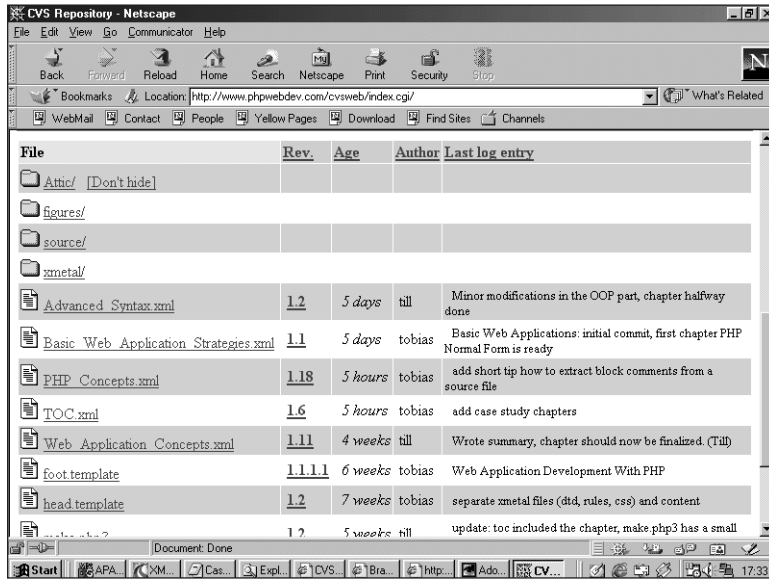 CVS Repository - Netscape
File Edit View Go Communicator Help
Back Forward Reload Home Search Netscape Print Security Stop
My
N
Bookmarks Location: http://www.phpwebdev.com/cvsweb/index.cgi/ What's Related
WebMail Contact People Yellow Pages Download Find Sites Channels
File Rev. Age Author Last log entry
Attic/ [Don't hide]
figures/
source/
xmetal/
Advanced_Syntax.xml 1.2 5 days till Minor modifications in the OOP part, chapter halfway
done
Basic_Web_Application_Strategies.xml 1.1 5 days tobias Basic Web Applications: initial commit, first chapter PHP
Normal Form is ready
PHP_Concepts.xml 1.18 5 hours tobias add short tip how to extract block comments from a
source file
TOC.xml 1.6 5 hours tobias add case study chapters
Web_Application_Concepts.xml 1.11 4 weeks till Wrote summary, chapter should now be finalized. (Till)
foot.template 1.1.1.1 6 weeks tobias Web Application Development With PHP
head.template 1.2 7 weeks tobias separate xmetal files (dtd, rules, css) and content
make.php3 1.2 5 weeks till update: toc included the chapter, make.php3 has a small
Document: Done
Start APA... XM... Cas... Expl... CVS... Bra... http:... Ado... CV... 17:33